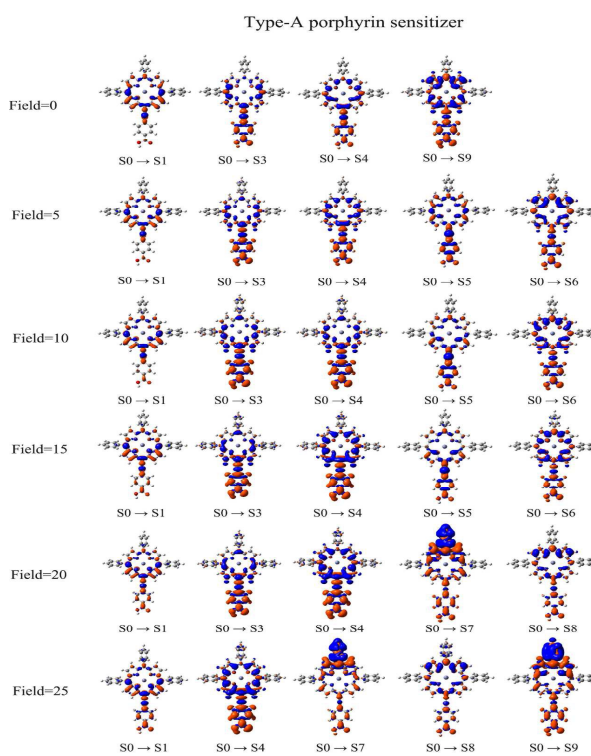 Type-A porphyrin sensitizer
Field=0
S0 → S1 S0 → S3 S0 → S4 S0 → S9
Field=5
S0 → S1 S0 → S3 S0 → S4 S0 → S5 S0 → S6
Field=10
S0 → S1 S0 → S3 S0 → S4 S0 → S5 S0 → S6
Field=15
S0 → S1 S0 → S3 S0 → S4 S0 → S5 S0 → S6
Field=20
S0 → S1 S0 → S3 S0 → S4 S0 → S7 S0 → S8
Field=25
S0 → S1 S0 → S4 S0 → S7 S0 → S8 S0 → S9